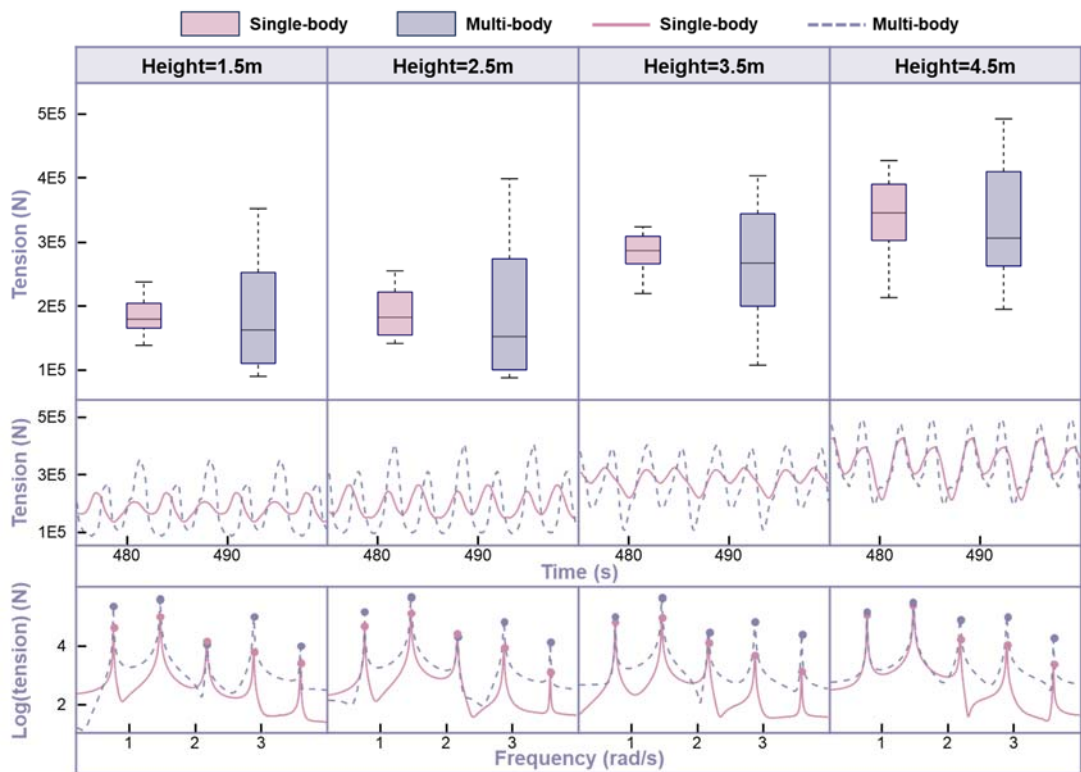 Single-body Multi-body Single-body Multi-body
Height=1.5m Height=2.5m Height=3.5m Height=4.5m
Tension (N)
5E5
4E5
3E5
2E5
1E5
Tension (N)
5E5
3E5
1E5
480 490 480 490 480 490 480 490
Time (s)
Log(tension) (N)
4
2
1 2 3 1 2 3 1 2 3 1 2 3
Frequency (rad/s)